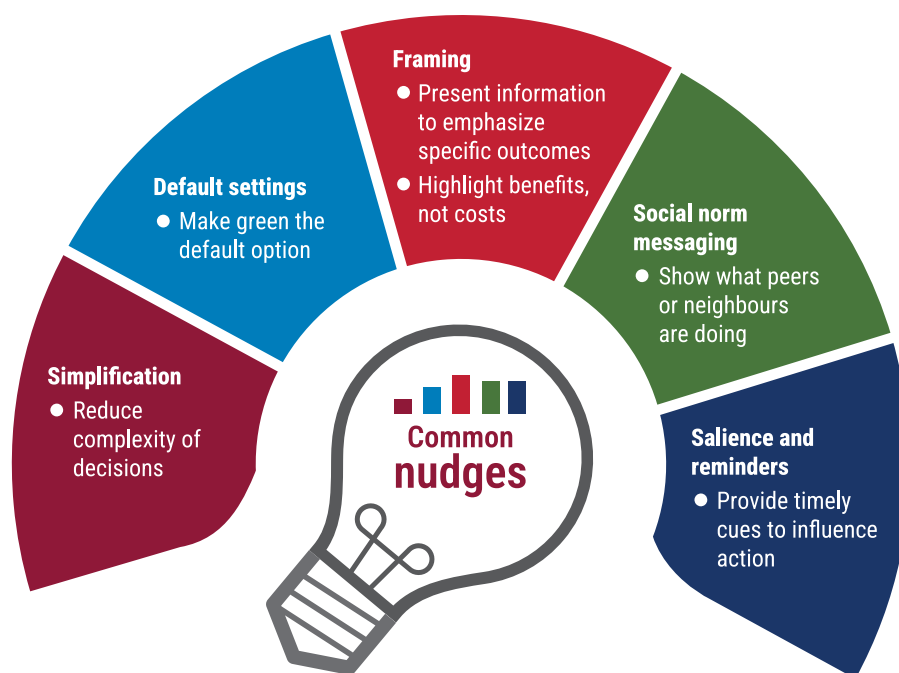 Framing
● Present information
to emphasize
specific outcomes
● Highlight benefits,
not costs
Default settings
● Make green the
default option
Social norm
messaging
● Show what peers
or neighbours
are doing
Simplification
● Reduce
complexity of
decisions
Common
nudges
Salience and
reminders
● Provide timely
cues to influence
action